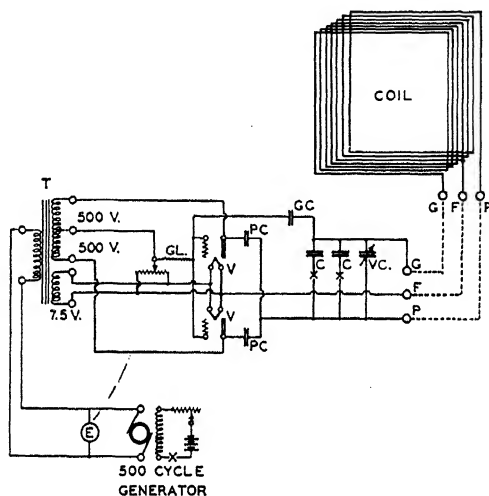 COIL
T
500 V.
500 V.
7.5 V.
GL.
PC
V
V
PC
GC
C
C
VC.
G
F
P
G
F
P
E
500 CYCLE
GENERATOR